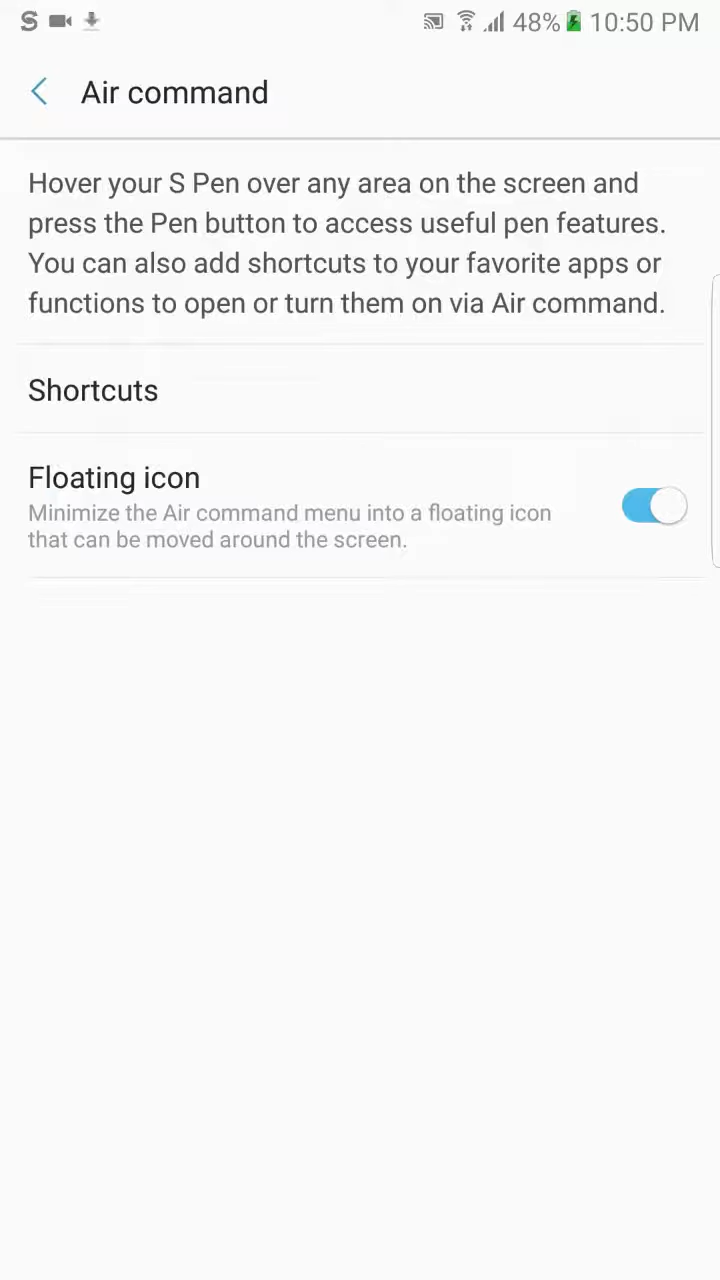 48% 10:50 PM
Air command
Hover your S Pen over any area on the screen and
press the Pen button to access useful pen features.
You can also add shortcuts to your favorite apps or
functions to open or turn them on via Air command.
Shortcuts
Floating icon
Minimize the Air command menu into a floating icon
that can be moved around the screen.